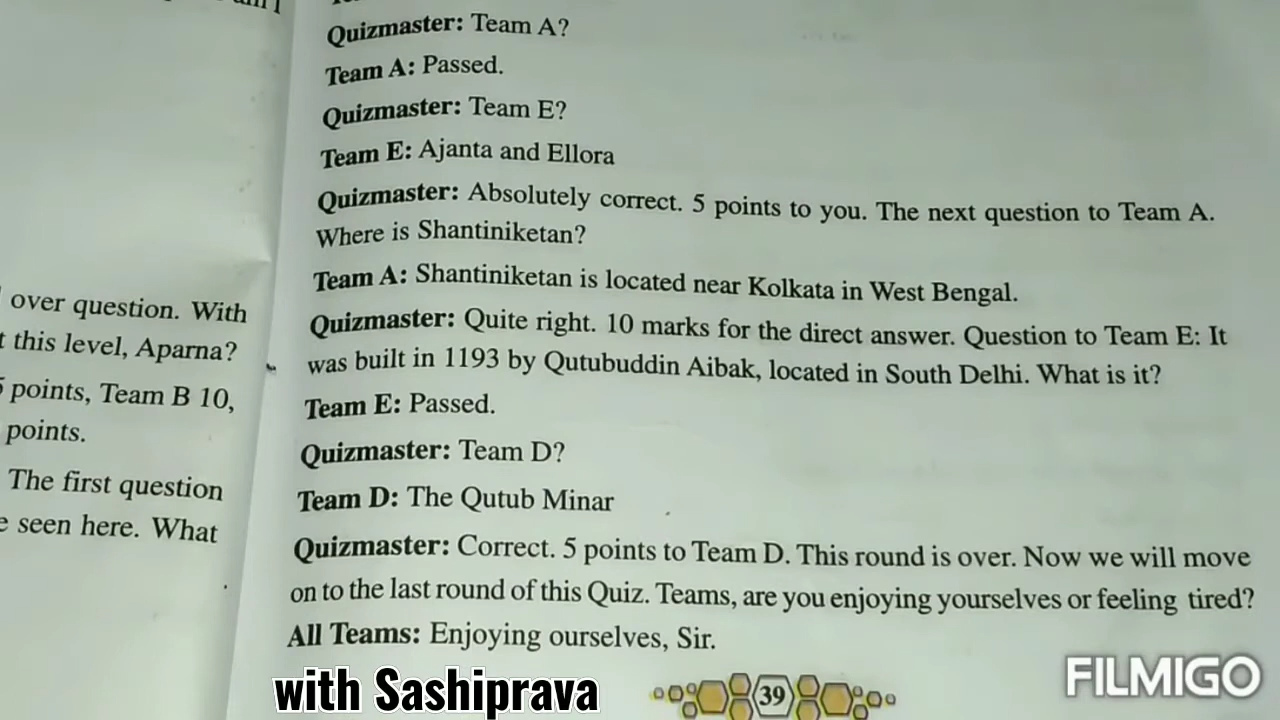 over question. With
this level, Aparna?
points, Team B 10,
points.
The first question
seen here. What
Quizmaster: Team A?
Team A: Passed.
Quizmaster: Team E?
Team E: Ajanta and Ellora
Quizmaster: Absolutely correct. 5 points to you. The next question to Team A.
Where is Shantiniketan?
Team A: Shantiniketan is located near Kolkata in West Bengal.
Quizmaster: Quite right. 10 marks for the direct answer. Question to Team E: It
was built in 1193 by Qutubuddin Aibak, located in South Delhi. What is it?
Team E: Passed.
Quizmaster: Team D?
Team D: The Qutub Minar
Quizmaster: Correct. 5 points to Team D. This round is over. Now we will move
on to the last round of this Quiz. Teams, are you enjoying yourselves or feeling tired?
All Teams: Enjoying ourselves, Sir.
with Sashiprava
39
FILMIGO